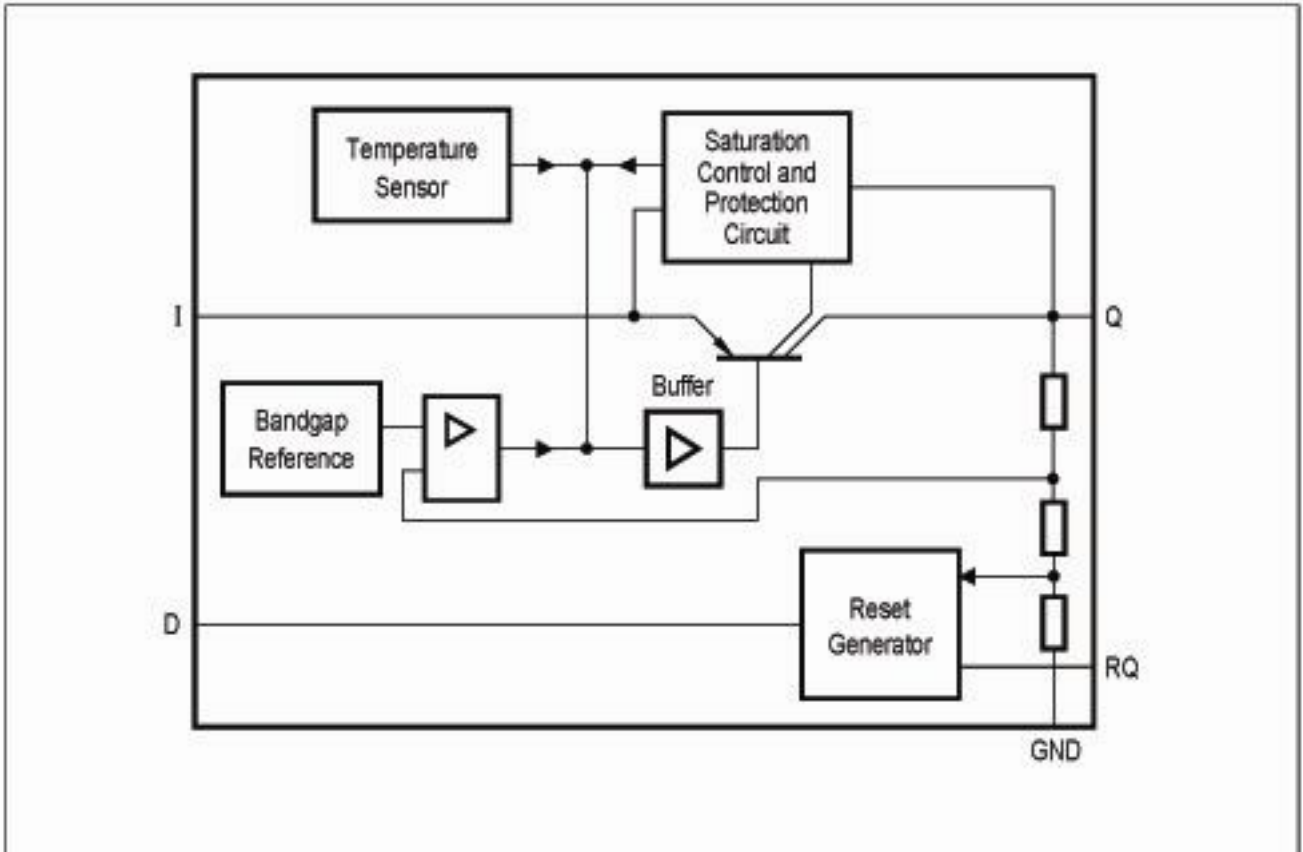 Temperature
Sensor
Saturation
Control and
Protection
Circuit
I
Q
Buffer
Bandgap
Reference
D
Reset
Generator
RQ
GND